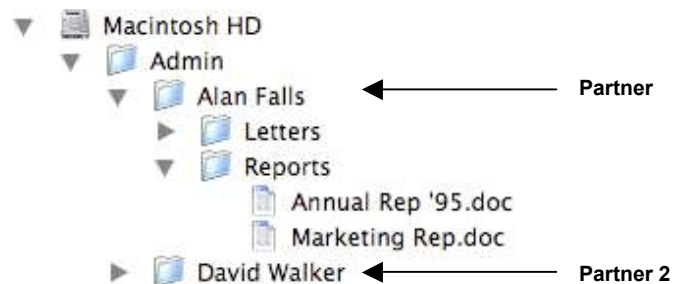 Macintosh HD
Admin
Alan Falls Partner
Letters
Reports
Annual Rep '95.doc
Marketing Rep.doc
David Walker Partner 2